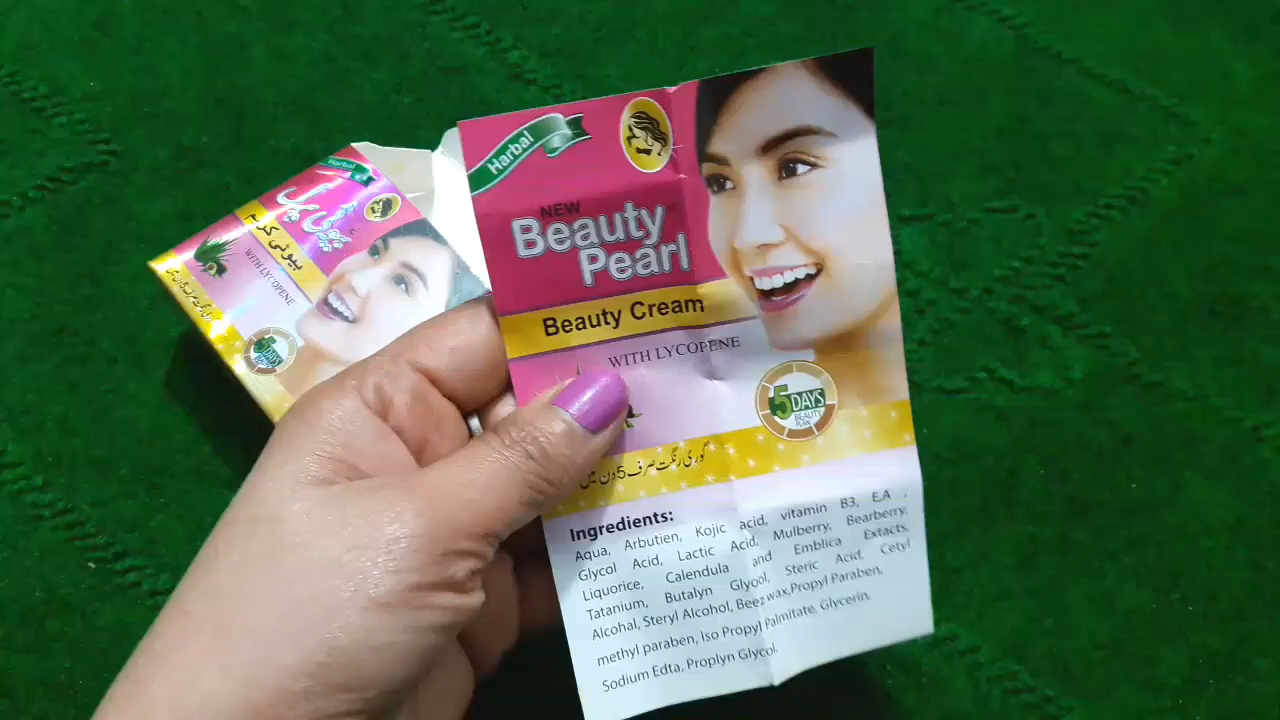 Harbal
بیوٹی کریم
WITH LYCOPENE
5
DAYS
Harbal
NEW
Beauty
Pearl
Beauty Cream
WITH LYCOPENE
5 DAYS
BEAUTY
PLAN
گوری رنگت صرف 5 دن میں
Ingredients:
Aqua, Arbutien, Kojic acid, vitamin B3, E,A ,
Glycol Acid, Lactic Acid, Mulberry, Bearberry,
Liquorice, Calendula and Emblica Extacts,
Tatanium, Butalyn Glyool, Steric Acid, Cetyl
Alcohal, Steryl Alcohol, Beez wax,Propyl Paraben,
methyl paraben, Iso Propyl Palmitate, Glycerin,
Sodium Edta, Proplyn Glycol.